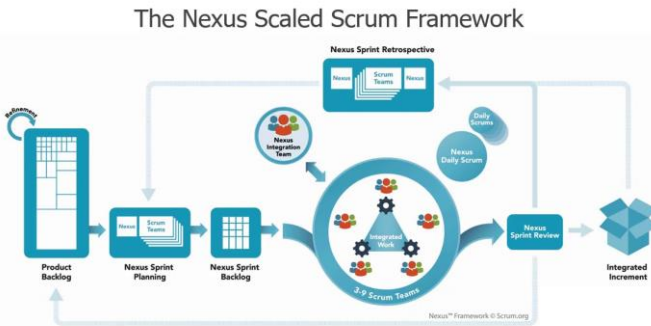 The Nexus Scaled Scrum Framework
Nexus Sprint Retrospective
Nexus
Scrum
Teams
Nexus
Refinement
Nexus
Integration
Team
Daily
Scrums
Nexus
Daily Scrum
Nexus
Scrum
Teams
Integrated
Work
Nexus
Sprint Review
Product
Backlog
Nexus Sprint
Planning
Nexus Sprint
Backlog
3-9 Scrum Teams
Integrated
Increment
Nexus™ Framework © Scrum.org